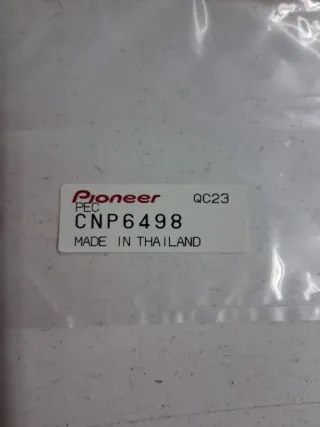 Pioneer QC23
PEC
CNP6498
MADE IN THAILAND